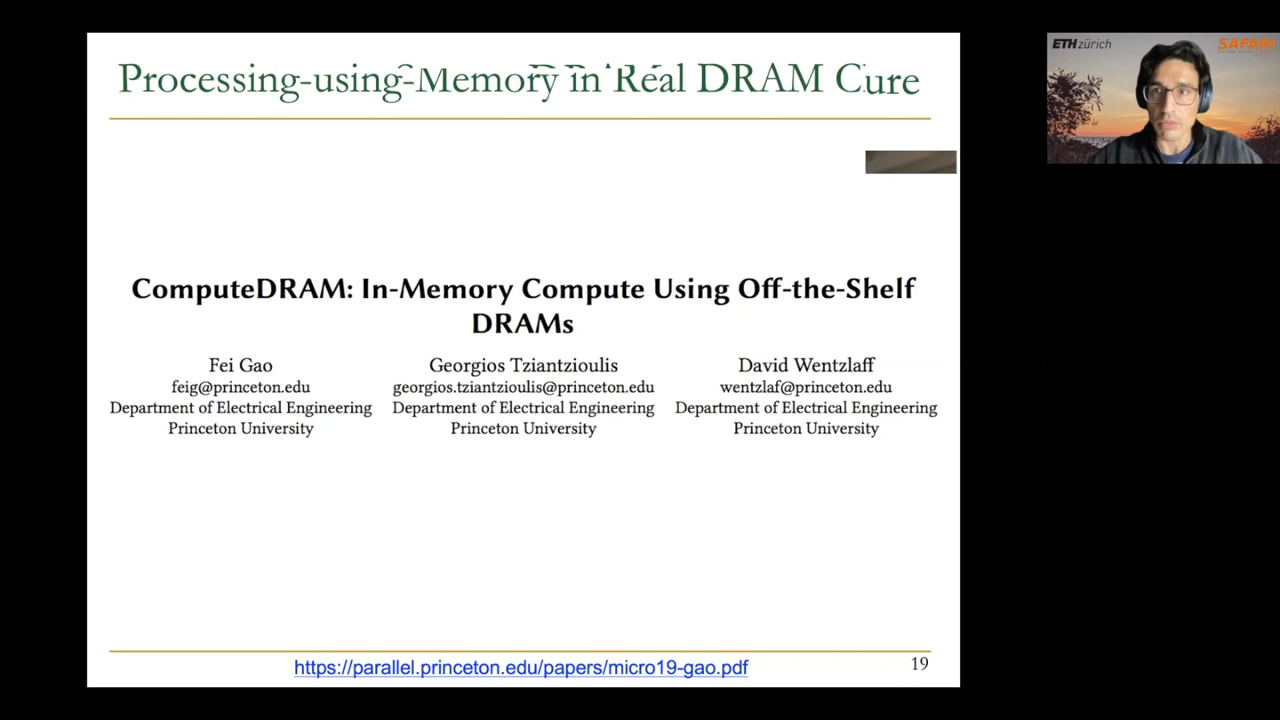 Processing-using-Memory in Real DRAM Cure
ComputeDRAM: In-Memory Compute Using Off-the-Shelf
DRAMs
Fei Gao
feig@princeton.edu
Department of Electrical Engineering
Princeton University
Georgios Tziantzioulis
georgios.tziantzioulis@princeton.edu
Department of Electrical Engineering
Princeton University
David Wentzlaff
wentzlaf@princeton.edu
Department of Electrical Engineering
Princeton University
https://parallel.princeton.edu/papers/micro19-gao.pdf
19
ETH zürich
SAFARI